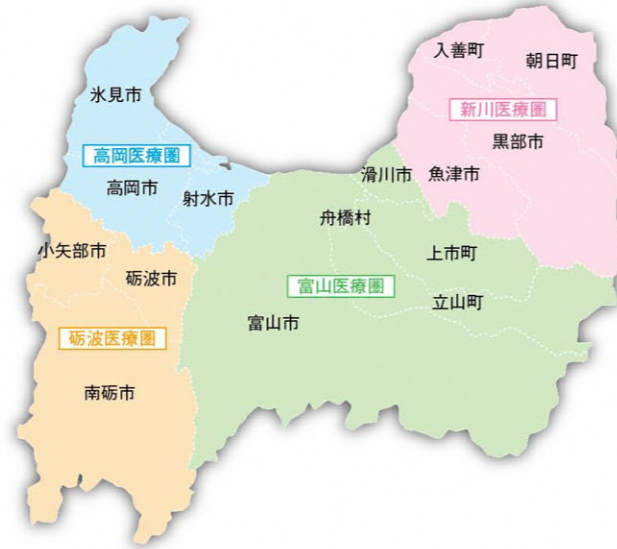 入善町
朝日町
氷見市
新川医療圏
黒部市
高岡医療圏
滑川市
魚津市
高岡市
射水市
舟橋村
小矢部市
上市町
砺波市
富山医療圏
立山町
富山市
砺波医療圏
南砺市